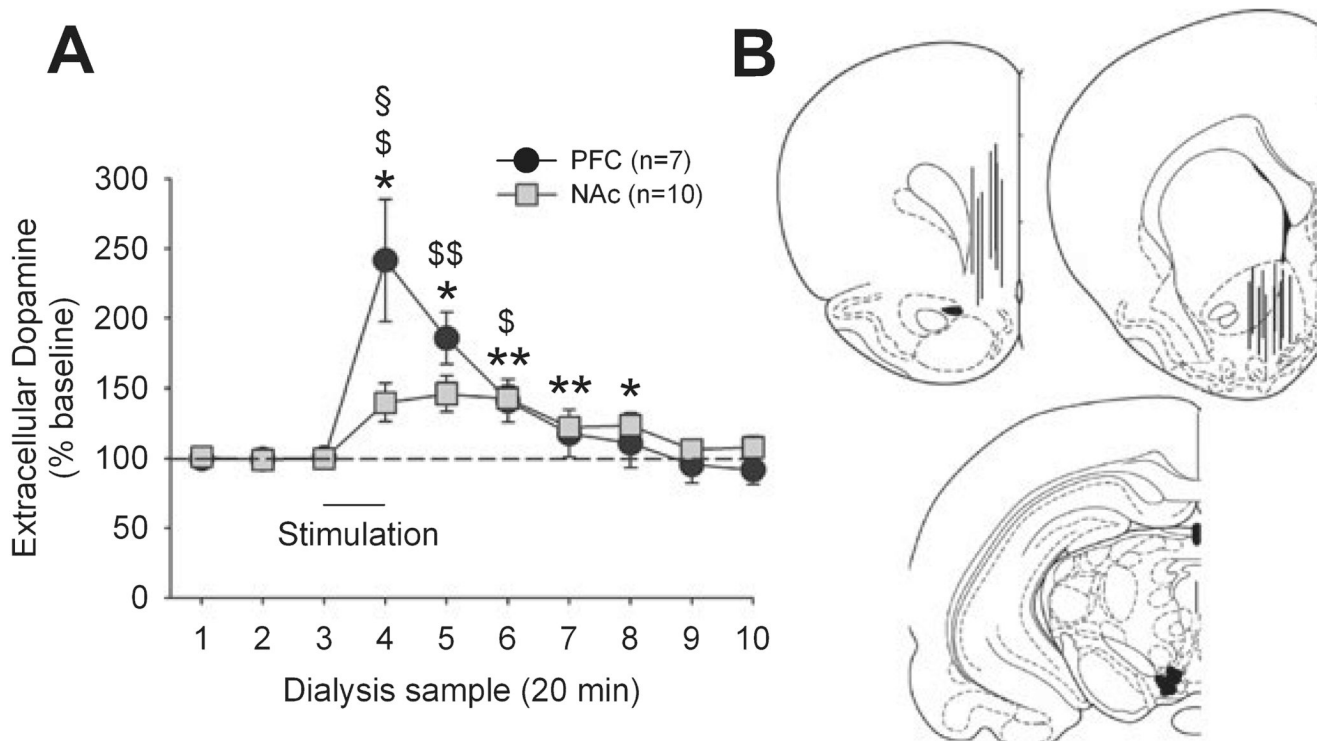 A
B
§
$
*
$$
*
$
**
**
*
PFC (n=7)
NAc (n=10)
Extracellular Dopamine
(% baseline)
300
250
200
150
100
50
0
Stimulation
1 2 3 4 5 6 7 8 9 10
Dialysis sample (20 min)